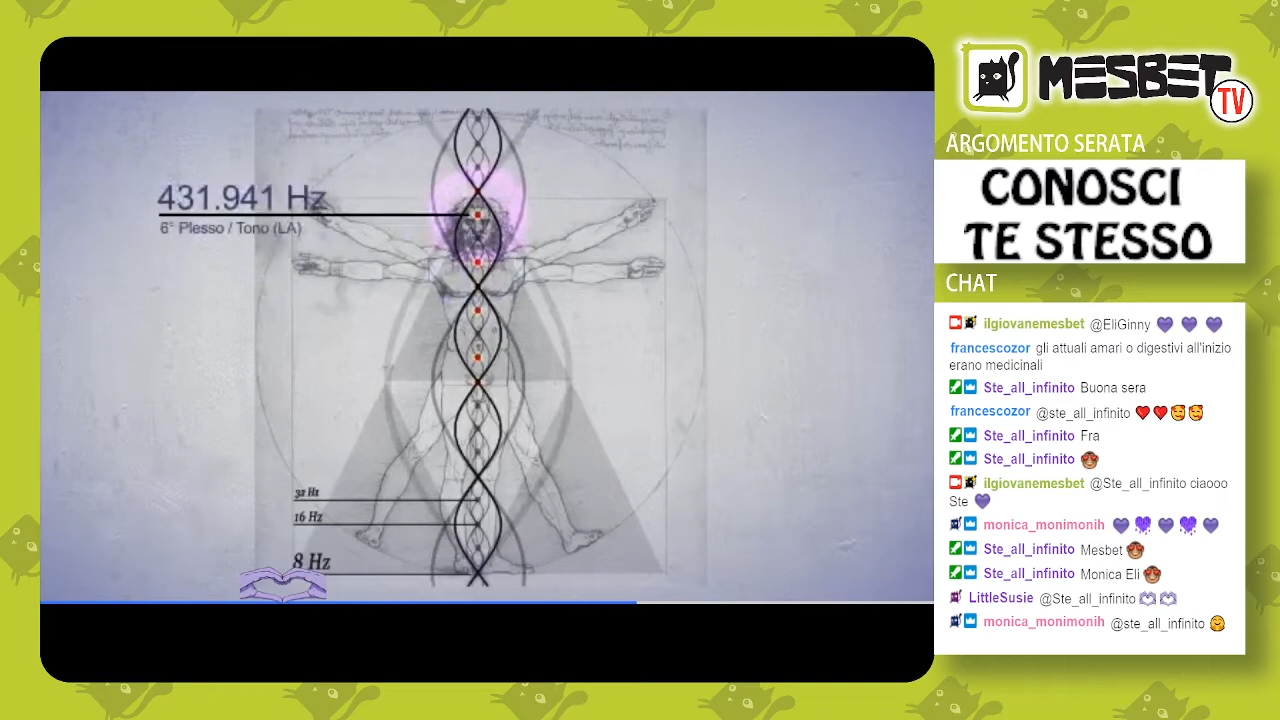 431.941 Hz
6° Plesso / Tono (LA)
32 Hz
16 Hz
8 Hz
MESBET
TV
ARGOMENTO SERATA
CONOSCI
TE STESSO
CHAT
ilgiovanemesbet @EliGinny 💜 💜 💜
francescozor gli attuali amari o digestivi all'inizio
erano medicinali
Ste_all_infinito Buona sera
francescozor @ste_all_infinito ❤️❤️🥰🥰
Ste_all_infinito Fra
Ste_all_infinito
ilgiovanemesbet @Ste_all_infinito ciaooo
Ste 💜
monica_monimonih 💜 💜 💜 💜 💜
Ste_all_infinito Mesbet
Ste_all_infinito Monica Eli
LittleSusie @Ste_all_infinito
monica_monimonih @ste_all_infinito 🤗